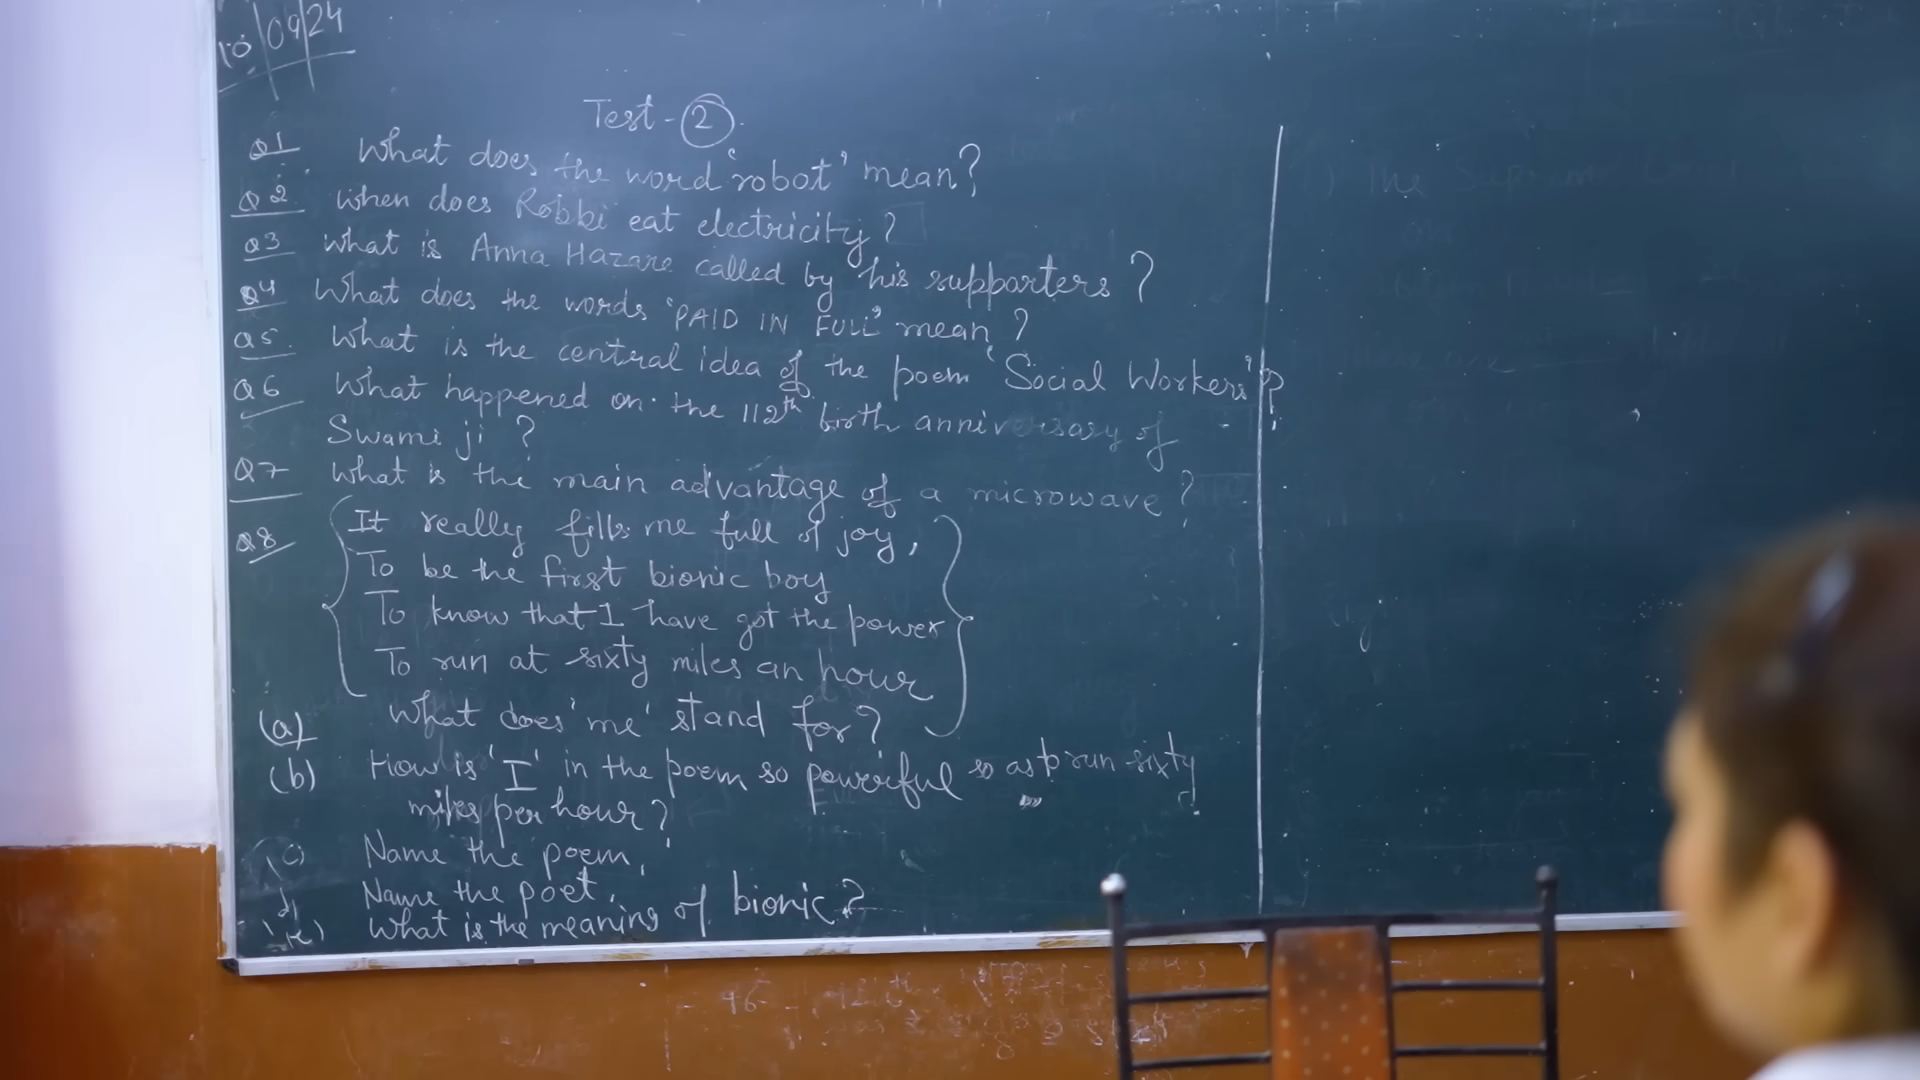 10/09/24
Test - 2.
Q1 What does the word 'robot' mean?
Q2. When does Robbi eat electricity?
Q3 What is Anna Hazare called by his supporters?
Q4 What does the words 'PAID IN FULL' mean?
Q5. What is the central idea of the poem 'Social Workers'?
Q6 What happened on the 112th birth anniversary of
Swami ji?
Q7 What is the main advantage of a microwave?
Q8 It really fills me full of joy,
To be the first bionic boy
To know that I have got the power
To run at sixty miles an hour
(a) What does 'me' stand for?
(b) How is 'I' in the poem so powerful so as to run sixty
miles per hour?
(c) Name the poem.
(d) Name the poet.
(e) What is the meaning of bionic?
The